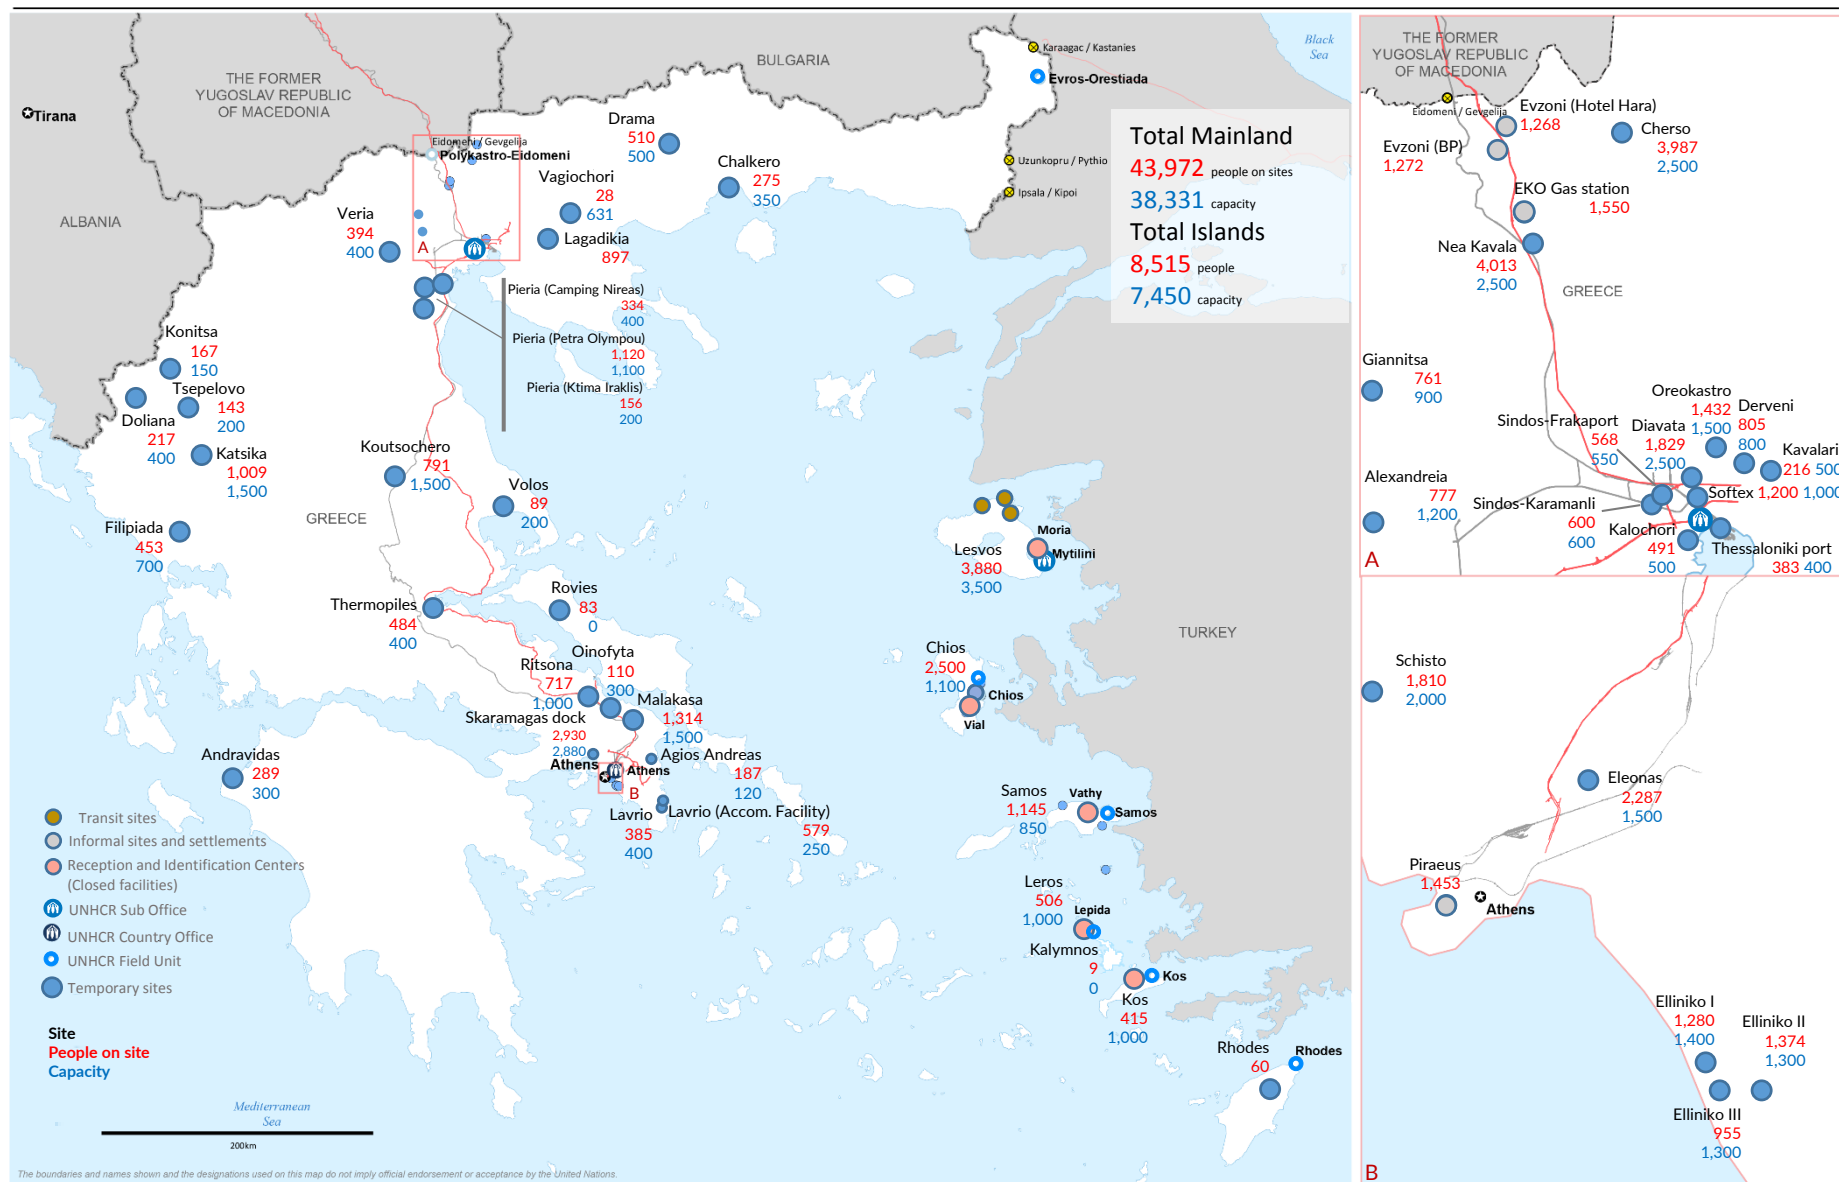 THE FORMER
YUGOSLAV REPUBLIC
OF MACEDONIA
BULGARIA
Black
Sea
Karaagac / Kastanies
Evros-Orestiada
Tirana
ALBANIA
Eidomeni / Gevgelija
Polykastro-Eidomeni
Drama
510
500
Chalkero
275
350
Vagiochori
28
631
Lagadikia
897
Veria
394
400
A
Uzunkopru / Pythio
Ipsala / Kipoi
Total Mainland
43,972 people on sites
38,331 capacity
Total Islands
8,515 people
7,450 capacity
Pieria (Camping Nireas)
334
400
Pieria (Petra Olympou)
1,120
1,100
Pieria (Ktima Iraklis)
156
200
Konitsa
167
150
Tsepelovo
143
200
Doliana
217
400
Katsika
1,009
1,500
Koutsochero
791
1,500
Volos
89
200
GREECE
Filipiada
453
700
Thermopiles
484
400
Rovies
83
0
Oinofyta
110
300
Ritsona
717
1,000
Malakasa
1,314
1,500
Skaramagas dock
2,930
2,880
Agios Andreas
187
120
Athens
Athens
B
Lavrio
385
400
Lavrio (Accom. Facility)
579
250
Andravidas
289
300
Moria
Mytilini
Lesvos
3,880
3,500
TURKEY
Chios
2,500
1,100
Chios
Vial
Samos
1,145
850
Vathy
Samos
Leros
506
1,000
Lepida
Kalymnos
9
0
Kos
Kos
415
1,000
Rhodes
60
Rhodes
Transit sites
Informal sites and settlements
Reception and Identification Centers
(Closed facilities)
UNHCR Sub Office
UNHCR Country Office
UNHCR Field Unit
Temporary sites
Site
People on site
Capacity
Mediterranean
Sea
200km
The boundaries and names shown and the designations used on this map do not imply official endorsement or acceptance by the United Nations.
THE FORMER
YUGOSLAV REPUBLIC
OF MACEDONIA
Eidomeni / Gevgelija
Evzoni (Hotel Hara)
1,268
Cherso
3,987
2,500
Evzoni (BP)
1,272
EKO Gas station
1,550
Nea Kavala
4,013
2,500
GREECE
Giannitsa
761
900
Oreokastro
1,432
1,500
Derveni
805
800
Sindos-Frakaport
568
550
Diavata
1,829
2,500
Kavalari
216 500
Alexandreia
777
1,200
Softex 1,200 1,000
Sindos-Karamanli
600
600
Kalochori
491
500
Thessaloniki port
383 400
A
Schisto
1,810
2,000
Eleonas
2,287
1,500
Piraeus
1,453
Athens
Elliniko I
1,280
1,400
Elliniko II
1,374
1,300
Elliniko III
955
1,300
B